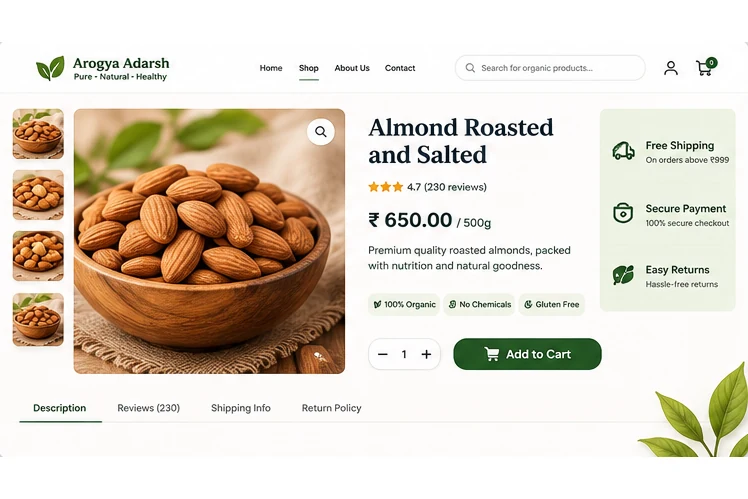 Arogya Adarsh
Pure - Natural - Healthy
Home
Shop
About Us
Contact
Search for organic products...
0
Almond Roasted
and Salted
4.7 (230 reviews)
₹ 650.00 / 500g
Premium quality roasted almonds, packed
with nutrition and natural goodness.
100% Organic
No Chemicals
Gluten Free
1
Add to Cart
Free Shipping
On orders above ₹999
Secure Payment
100% secure checkout
Easy Returns
Hassle-free returns
Description
Reviews (230)
Shipping Info
Return Policy